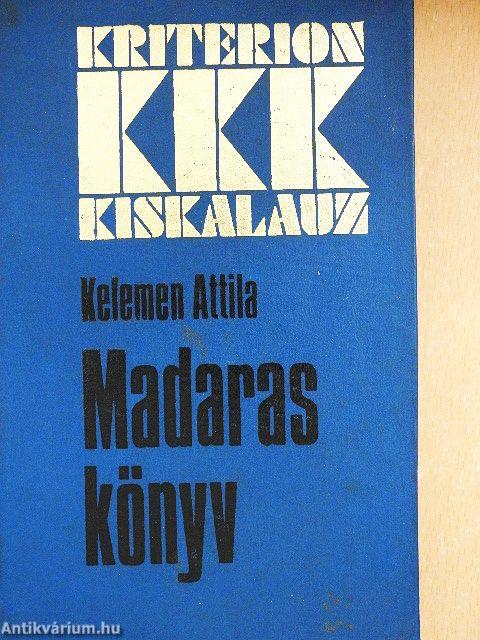 KRITERION
KKK
KISKALAUZ
Kelemen Attila
Madaras
könyv
Antikvárium.hu